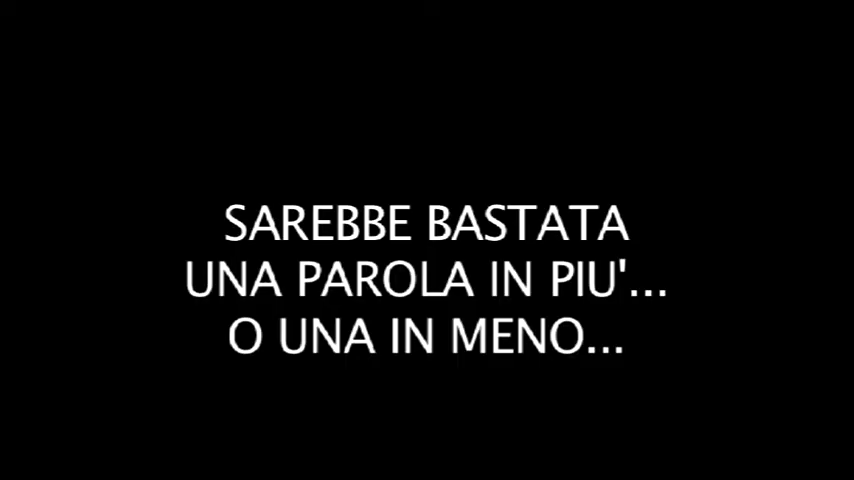 SAREBBE BASTATA
UNA PAROLA IN PIU'...
O UNA IN MENO...